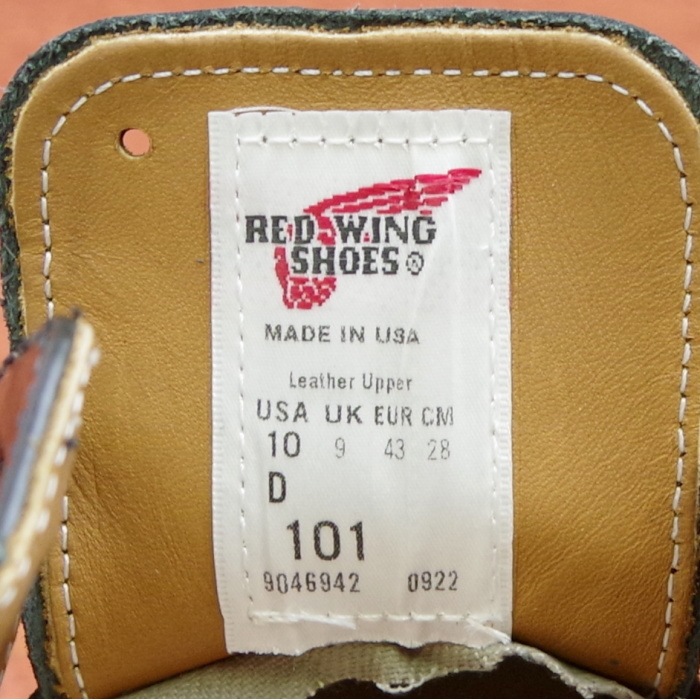 RED WING
SHOES®
MADE IN USA
Leather Upper
USA UK EUR CM
10 9 43 28
D
101
9046942 0922